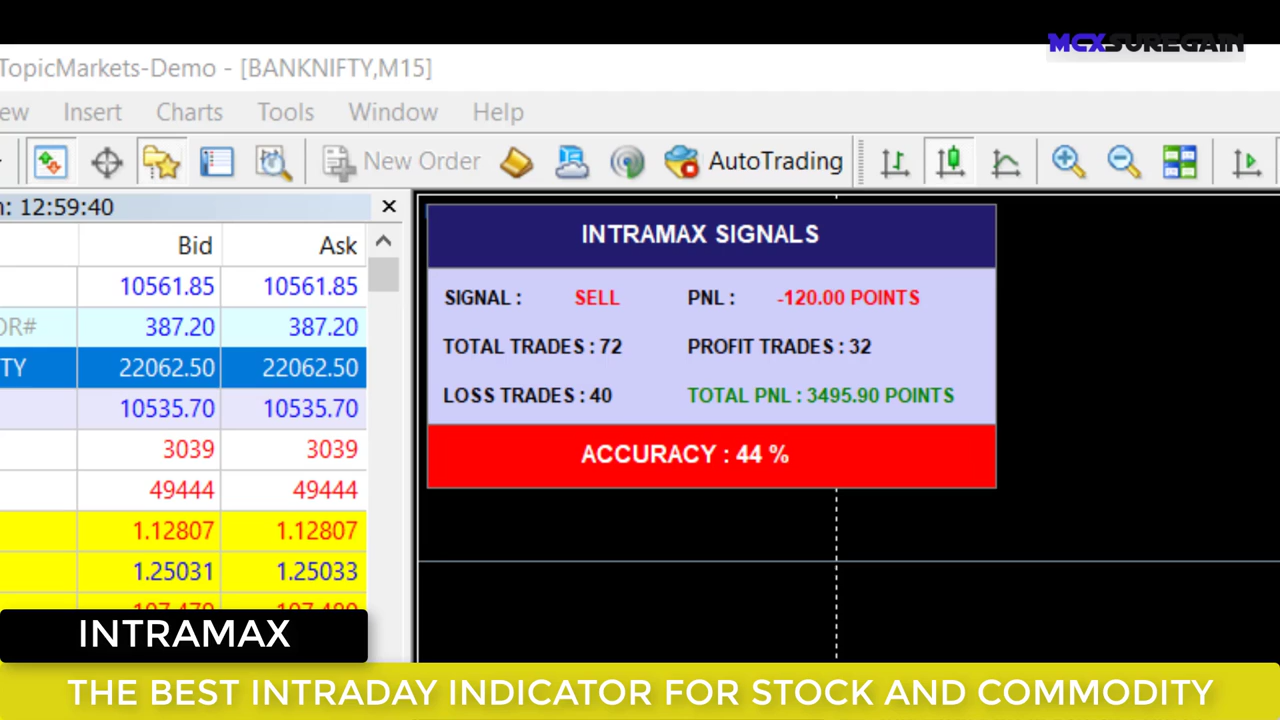 MCXSUREGAIN
TopicMarkets-Demo - [BANKNIFTY,M15]
ew Insert Charts Tools Window Help
New Order AutoTrading
n: 12:59:40
Bid Ask
10561.85 10561.85
OR# 387.20 387.20
TY 22062.50 22062.50
10535.70 10535.70
3039 3039
49444 49444
1.12807 1.12807
1.25031 1.25033
INTRAMAX SIGNALS
SIGNAL : SELL PNL : -120.00 POINTS
TOTAL TRADES : 72 PROFIT TRADES : 32
LOSS TRADES : 40 TOTAL PNL : 3495.90 POINTS
ACCURACY : 44 %
INTRAMAX
THE BEST INTRADAY INDICATOR FOR STOCK AND COMMODITY